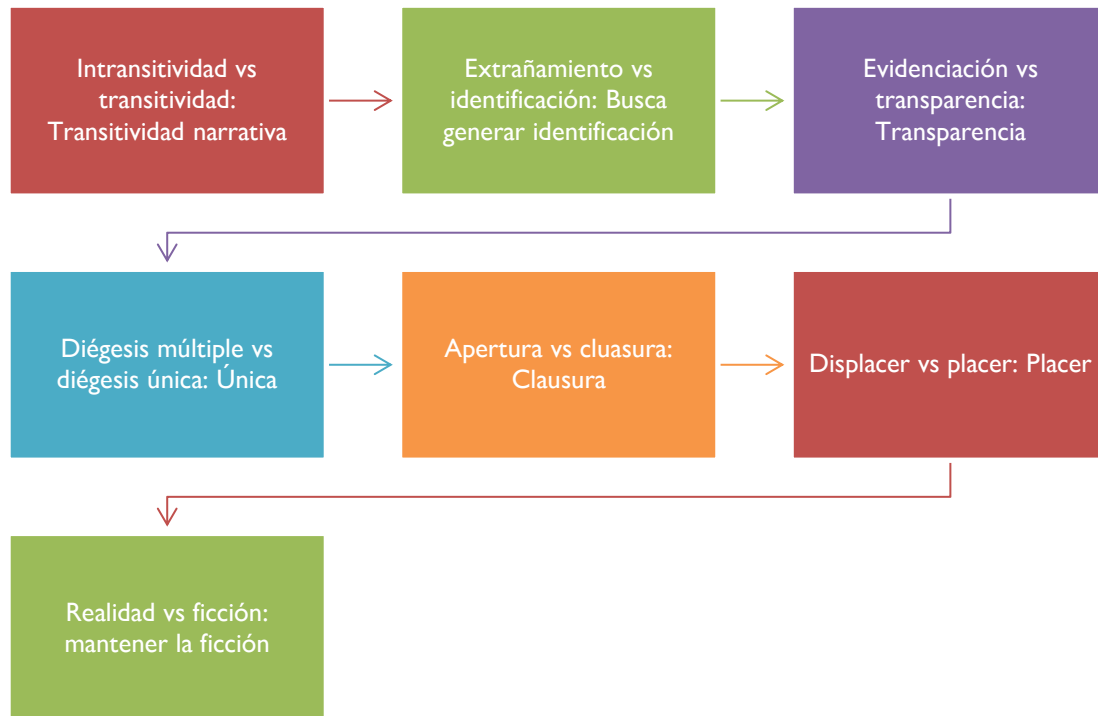 Intransitividad vs
transitividad:
Transitividad narrativa
Extrañamiento vs
identificación: Busca
generar identificación
Evidenciación vs
transparencia:
Transparencia
Diégesis múltiple vs
diégesis única: Única
Apertura vs cluasura:
Clausura
Displacer vs placer: Placer
Realidad vs ficción:
mantener la ficción